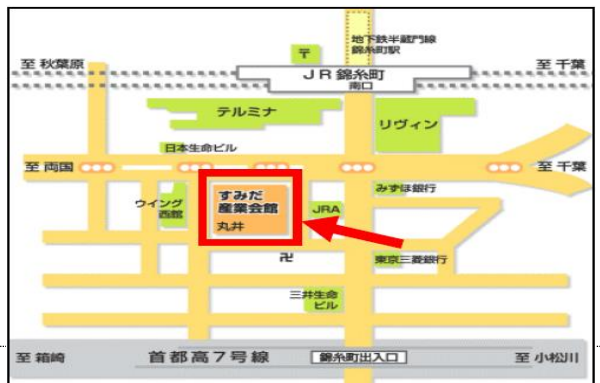 地下鉄半蔵門線
錦糸町駅
〒
至 秋葉原
JR 錦糸町
至 千葉
南口
テルミナ
リヴィン
日本生命ビル
至 両国
至 千葉
ウイング
西館
すみだ
産業会館
丸井
JRA
みずほ銀行
卍
東京三菱銀行
三井生命
ビル
至 箱崎
首都高7号線
錦糸町出入口
至 小松川